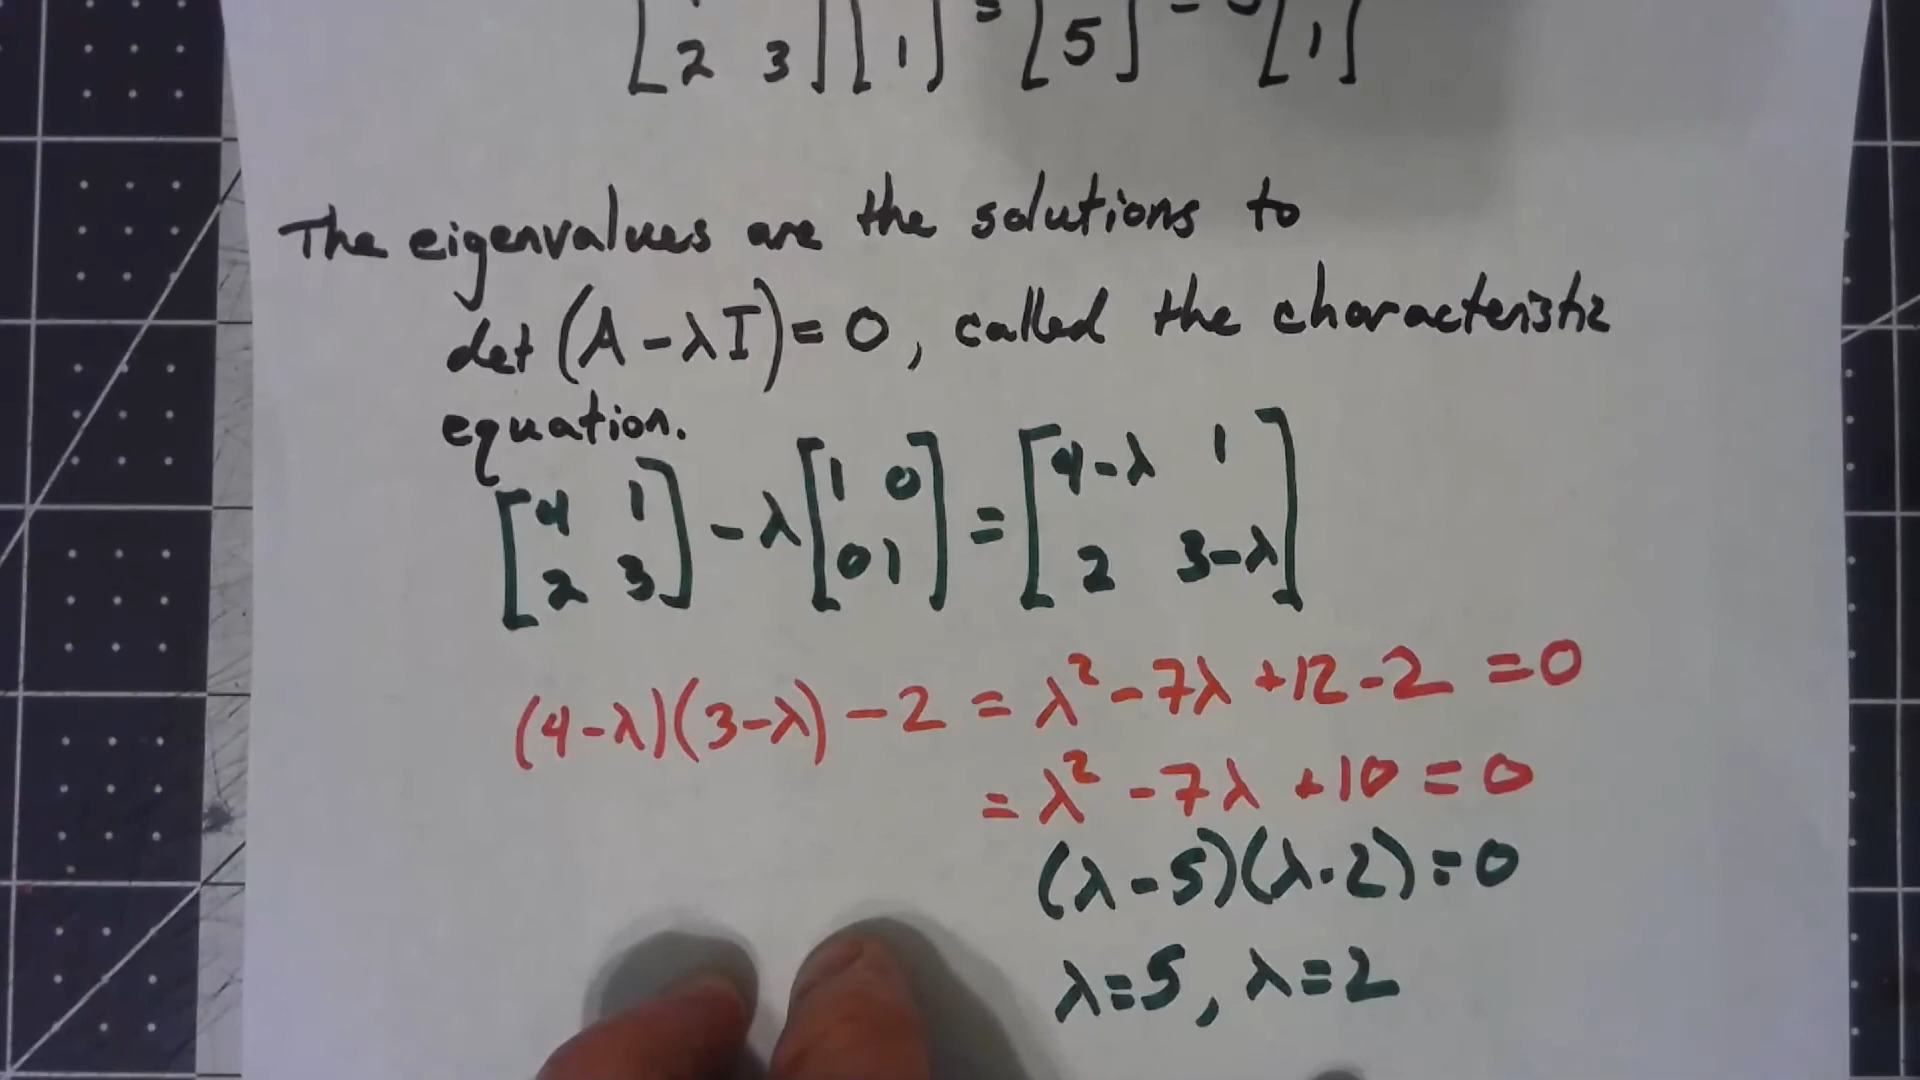 [2 3] [1] = [5] = [1]
The eigenvalues are the solutions to
det (A - λI) = 0, called the characteristic
equation.
[4 1] - λ [1 0] = [4-λ 1]
[2 3] [0 1] [2 3-λ]
(4-λ)(3-λ) - 2 = λ² - 7λ + 12 - 2 = 0
= λ² - 7λ + 10 = 0
(λ - 5)(λ - 2) = 0
λ = 5, λ = 2